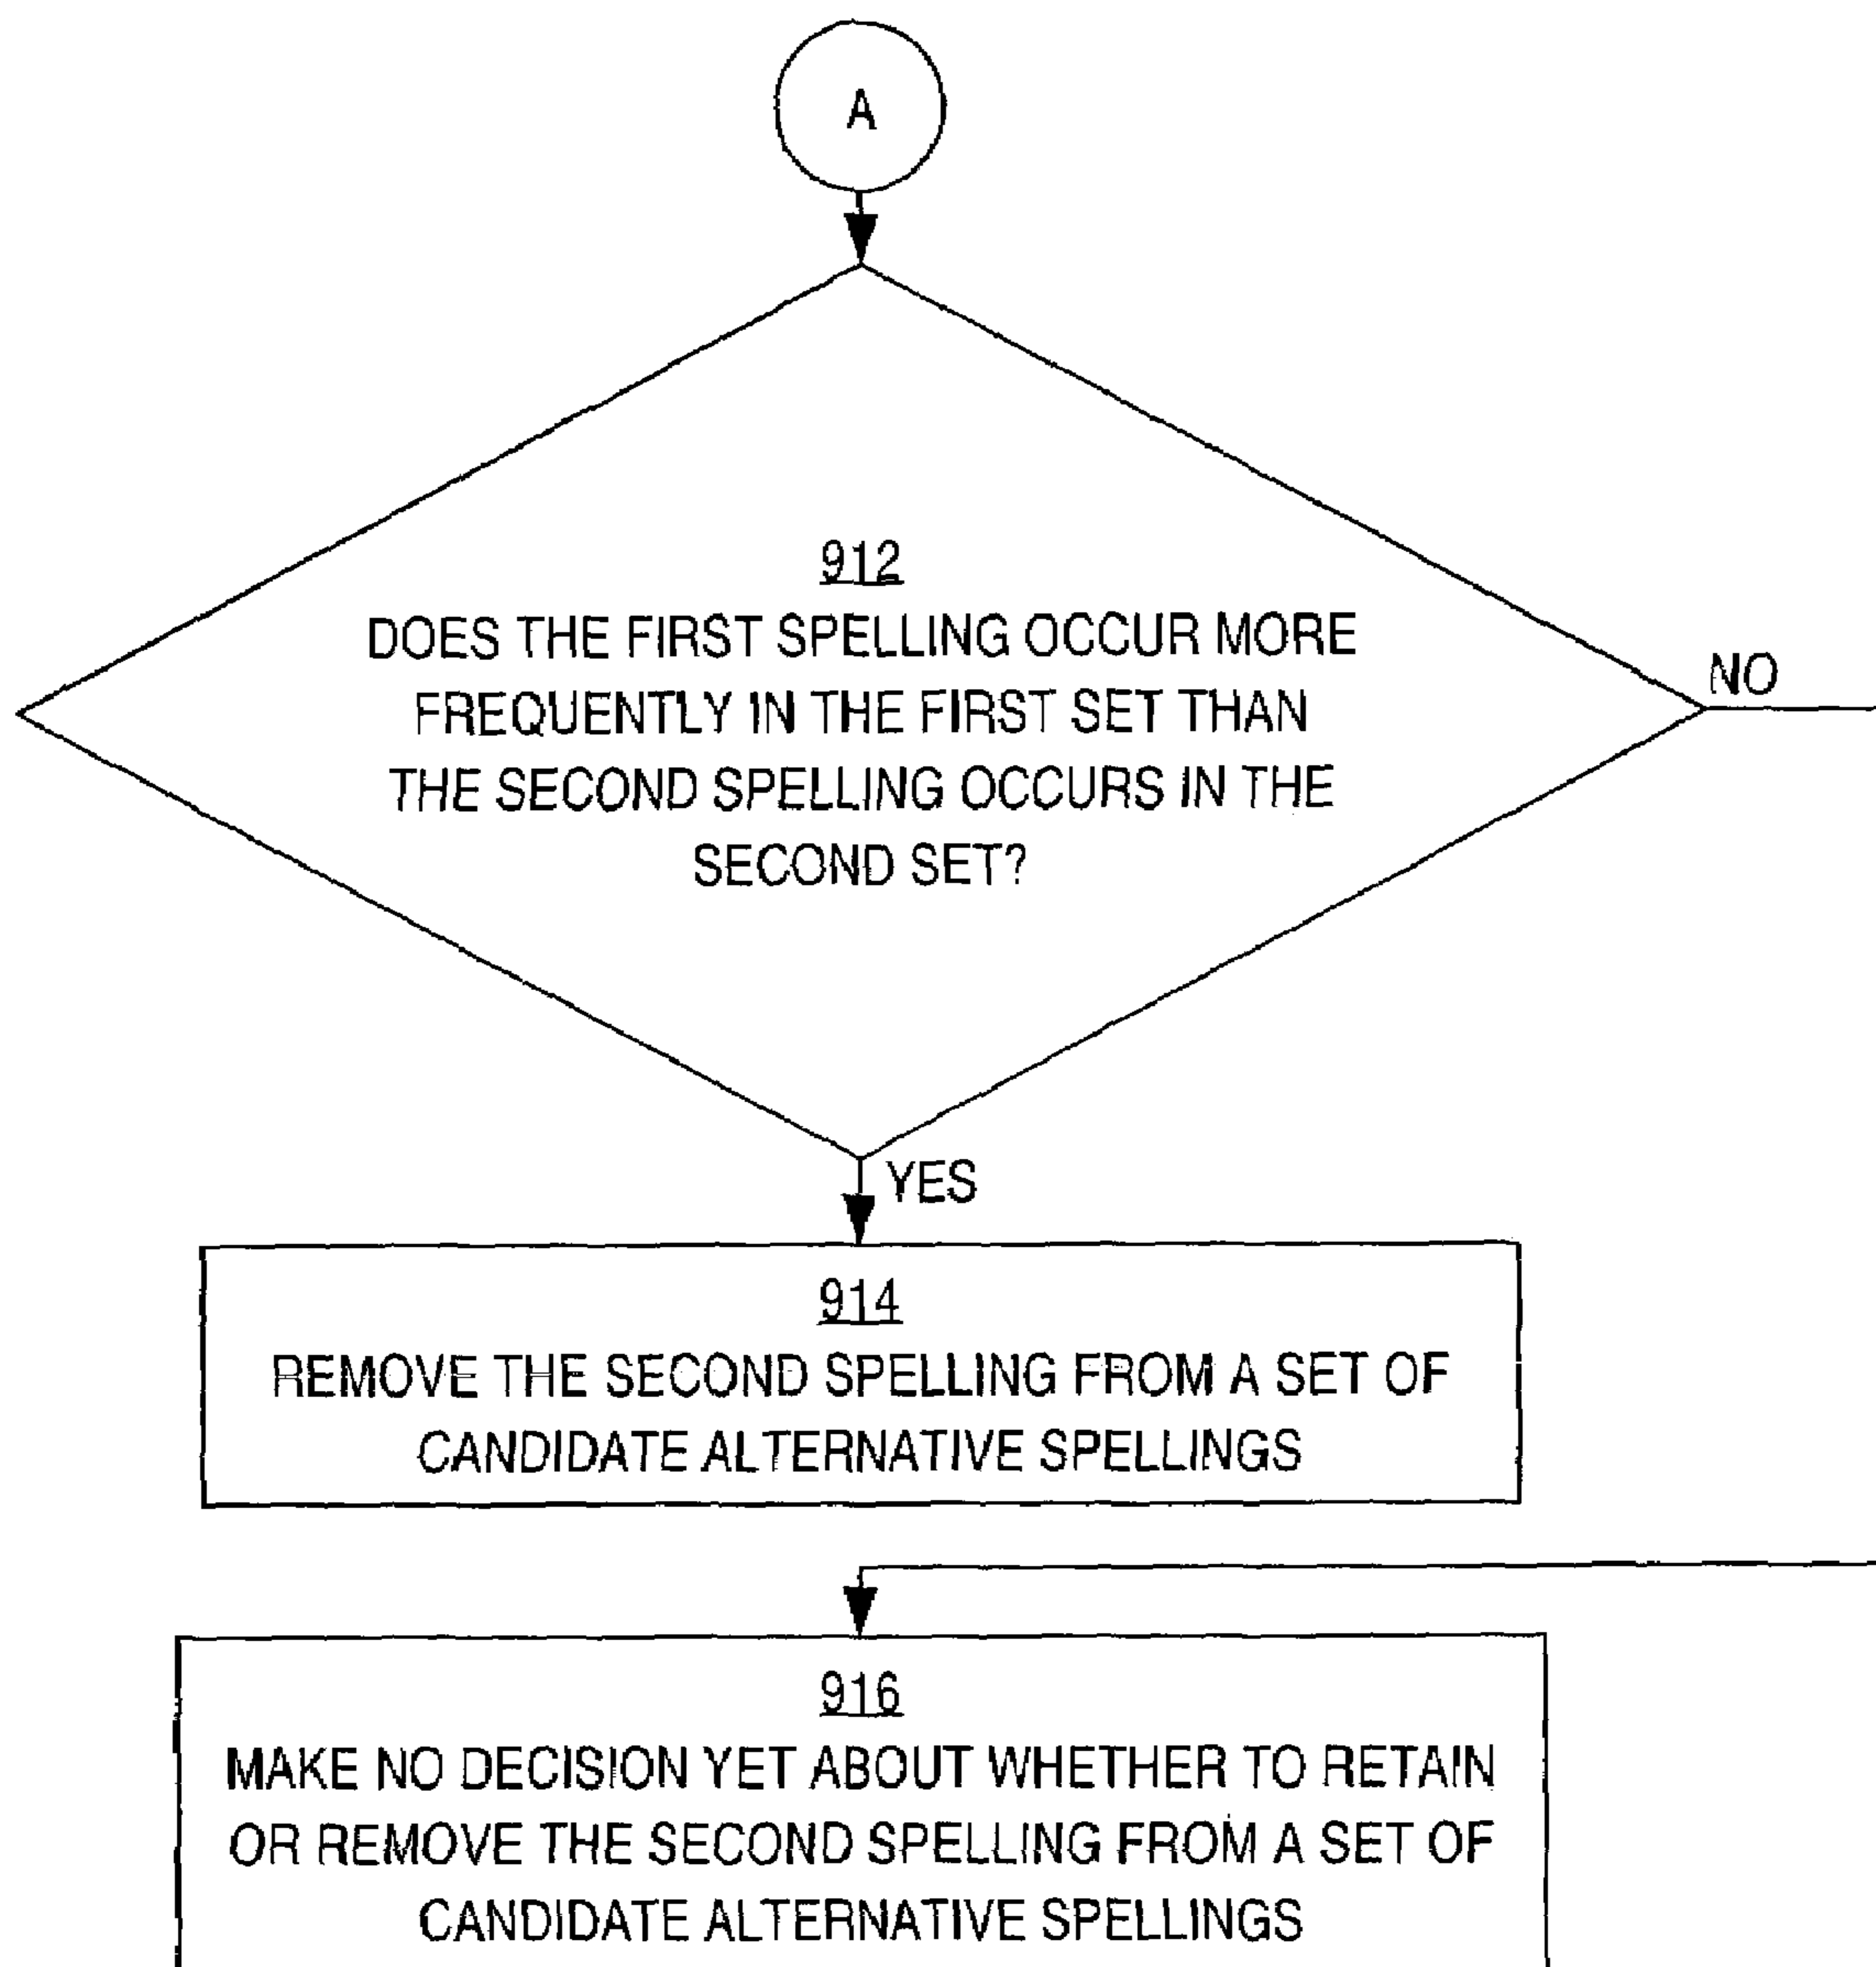 A
912
DOES THE FIRST SPELLING OCCUR MORE
FREQUENTLY IN THE FIRST SET THAN
THE SECOND SPELLING OCCURS IN THE
SECOND SET?
NO
YES
914
REMOVE THE SECOND SPELLING FROM A SET OF
CANDIDATE ALTERNATIVE SPELLINGS
916
MAKE NO DECISION YET ABOUT WHETHER TO RETAIN
OR REMOVE THE SECOND SPELLING FROM A SET OF
CANDIDATE ALTERNATIVE SPELLINGS